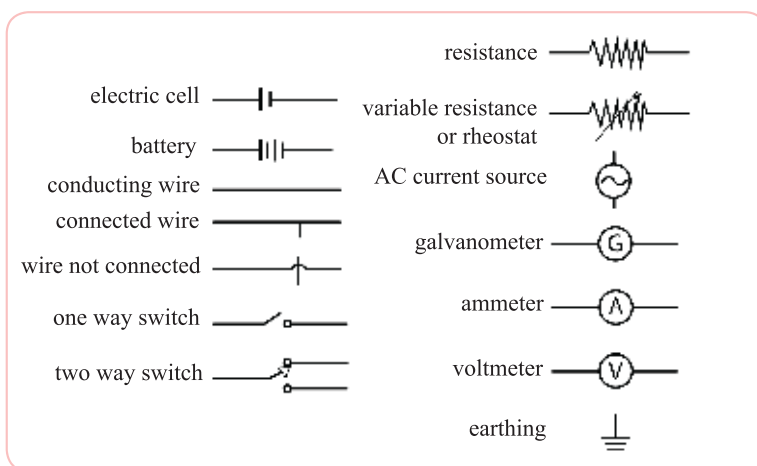 electric cell
battery
conducting wire
connected wire
wire not connected
one way switch
two way switch
resistance
variable resistance
or rheostat
AC current source
galvanometer
G
ammeter
A
voltmeter
V
earthing